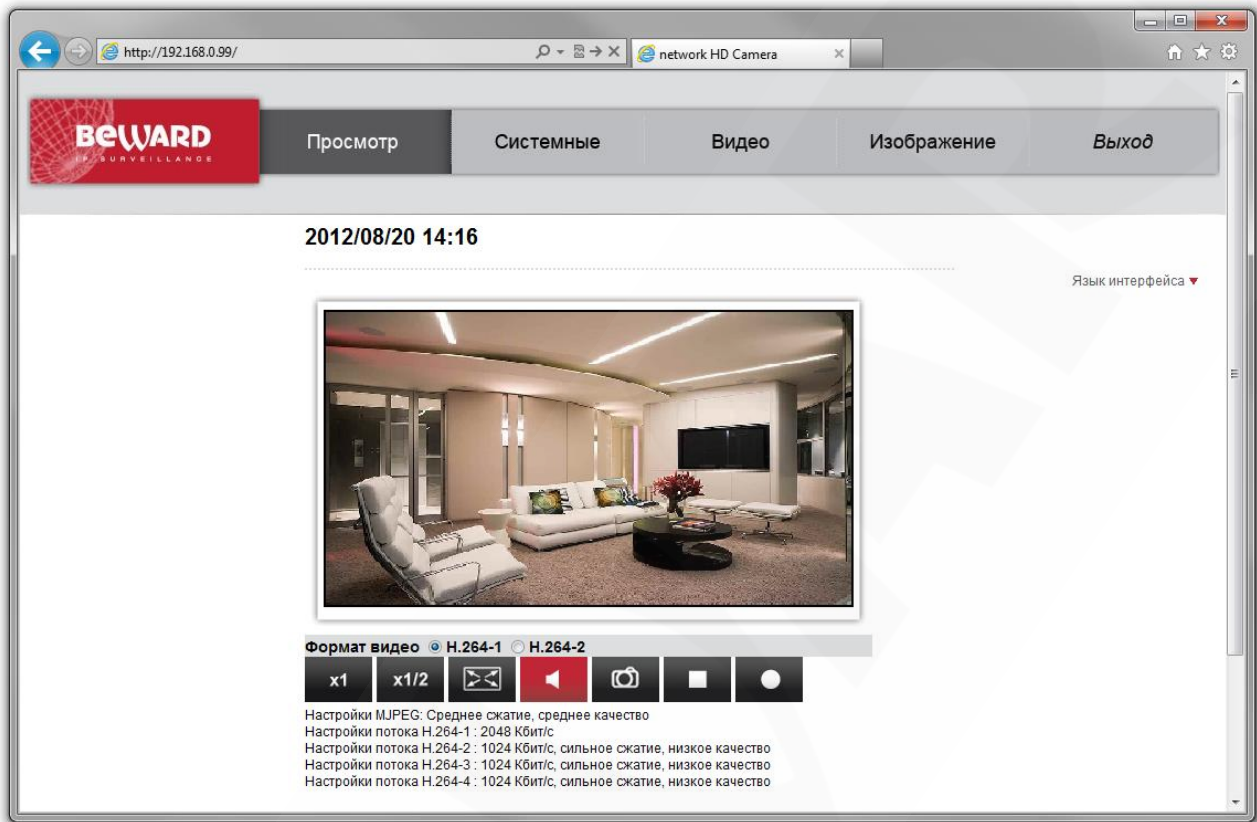 http://192.168.0.99/
network HD Camera
BEWARD
IP SURVEILLANCE
Просмотр
Системные
Видео
Изображение
Выход
2012/08/20 14:16
Язык интерфейса
Формат видео H.264-1 H.264-2
x1 x1/2
Настройки MJPEG: Среднее сжатие, среднее качество
Настройки потока H.264-1 : 2048 Кбит/с
Настройки потока H.264-2 : 1024 Кбит/с, сильное сжатие, низкое качество
Настройки потока H.264-3 : 1024 Кбит/с, сильное сжатие, низкое качество
Настройки потока H.264-4 : 1024 Кбит/с, сильное сжатие, низкое качество